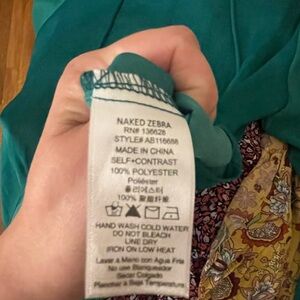 NAKED ZEBRA
RN# 136628
STYLE# AB116688
MADE IN CHINA
SELF+CONTRAST
100% POLYESTER
Poliéster
폴리에스터
100% 聚酯纤维
HAND WASH COLD WATER
DO NOT BLEACH
LINE DRY
IRON ON LOW HEAT
Lavar a Mano con Agua Fria
No use Blanqueador
Secar Colgado
Planchar a Baja Temperatura